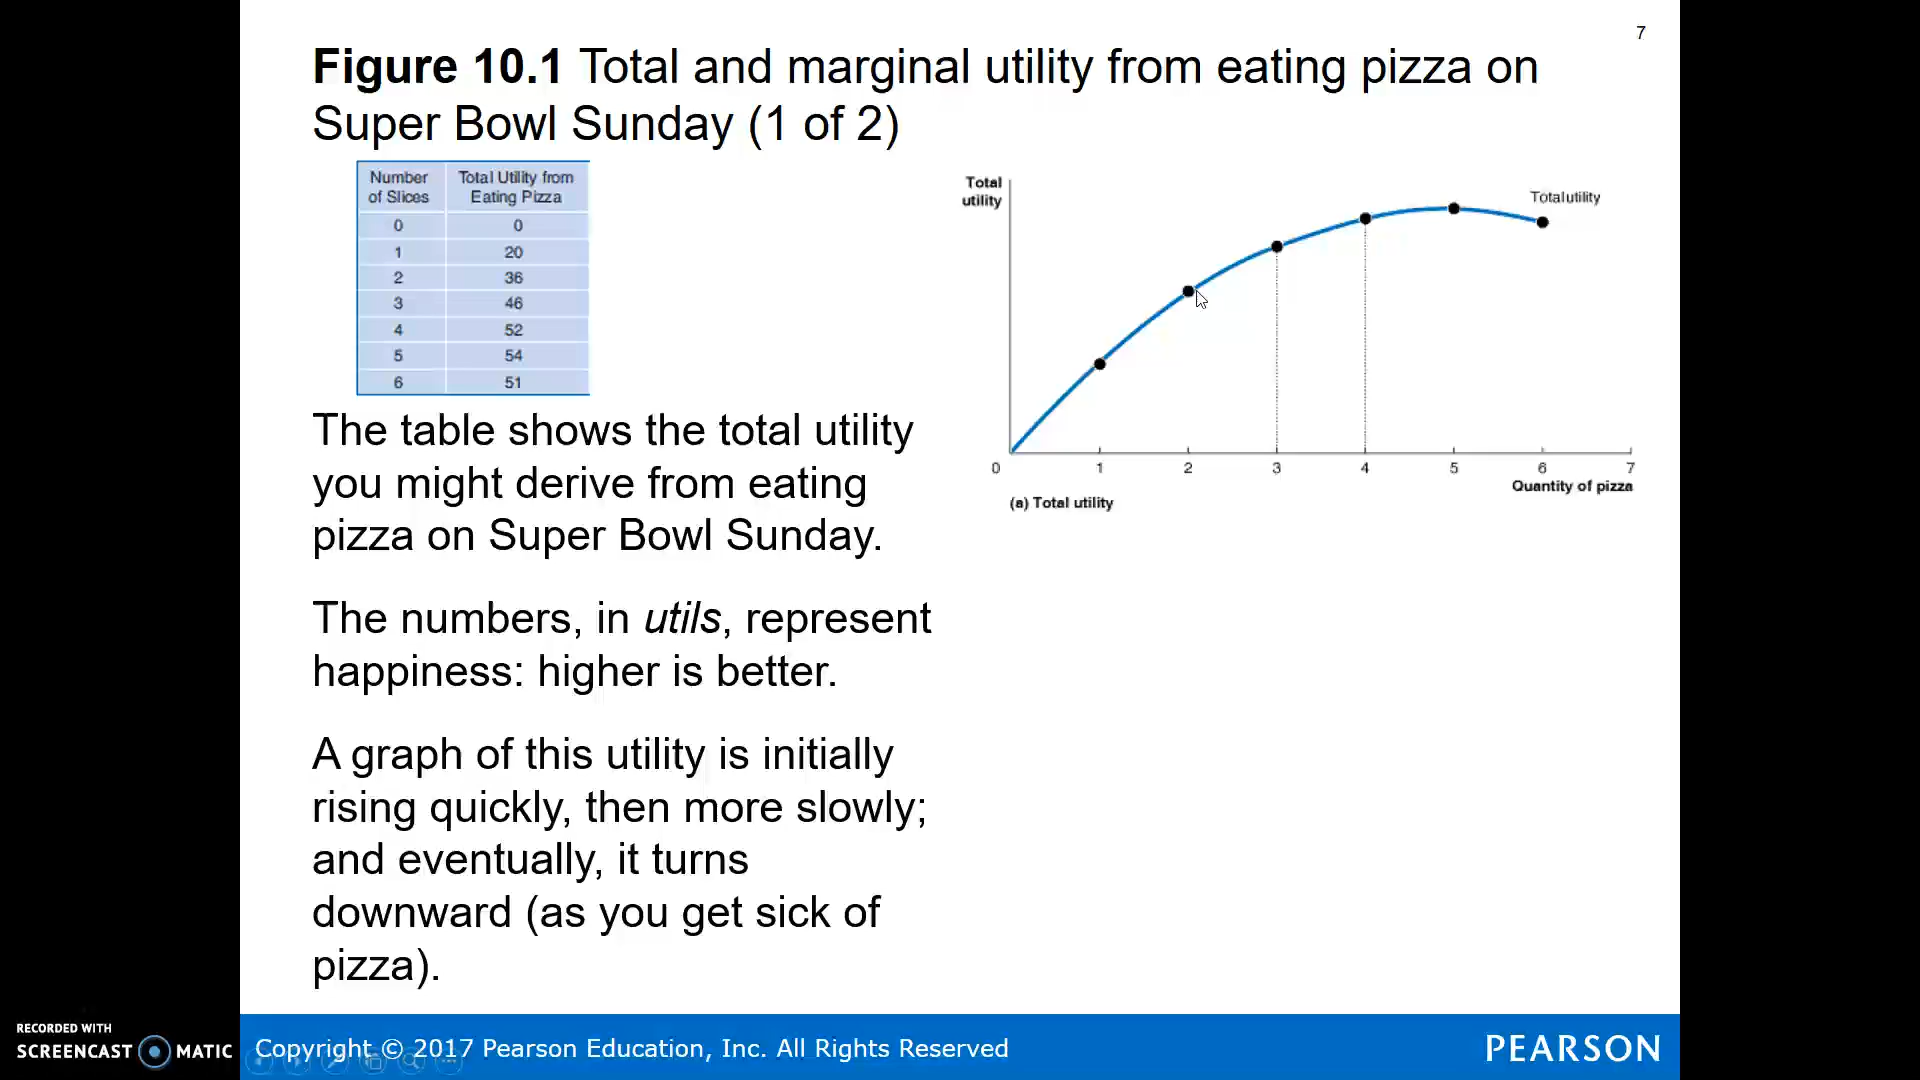 7
Figure 10.1 Total and marginal utility from eating pizza on
Super Bowl Sunday (1 of 2)
Number of Slices Total Utility from Eating Pizza
0 0
1 20
2 36
3 46
4 52
5 54
6 51
The table shows the total utility
you might derive from eating
pizza on Super Bowl Sunday.
The numbers, in utils, represent
happiness: higher is better.
A graph of this utility is initially
rising quickly, then more slowly;
and eventually, it turns
downward (as you get sick of
pizza).
Total
utility
Total utility
0 1 2 3 4 5 6 7
Quantity of pizza
(a) Total utility
RECORDED WITH
SCREENCAST MATIC
Copyright © 2017 Pearson Education, Inc. All Rights Reserved
PEARSON